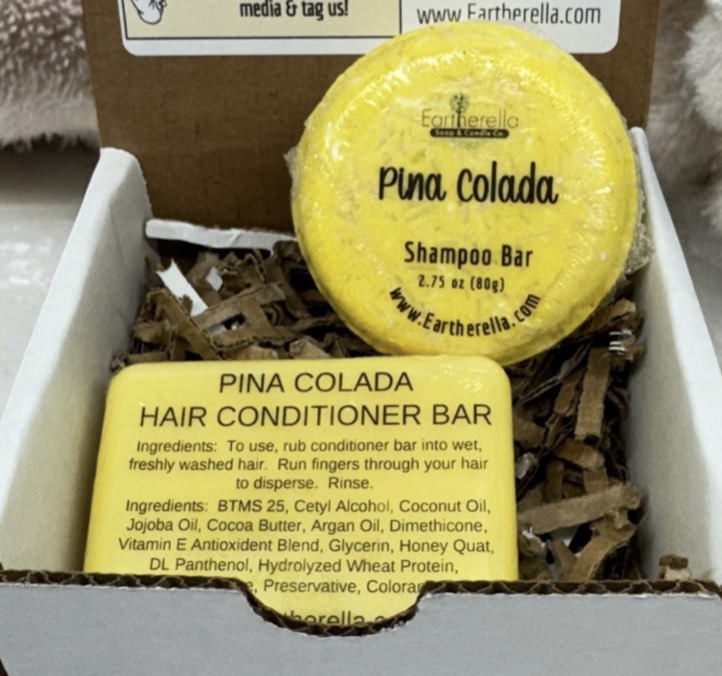 media & tag us!
www.Eartherella.com
Eartherella
Soap & Candle Co.
Pina Colada
Shampoo Bar
2.75 oz (80g)
www.Eartherella.com
PINA COLADA
HAIR CONDITIONER BAR
Ingredients: To use, rub conditioner bar into wet,
freshly washed hair. Run fingers through your hair
to disperse. Rinse.
Ingredients: BTMS 25, Cetyl Alcohol, Coconut Oil,
Jojoba Oil, Cocoa Butter, Argan Oil, Dimethicone,
Vitamin E Antioxident Blend, Glycerin, Honey Quat,
DL Panthenol, Hydrolyzed Wheat Protein,
, Preservative,